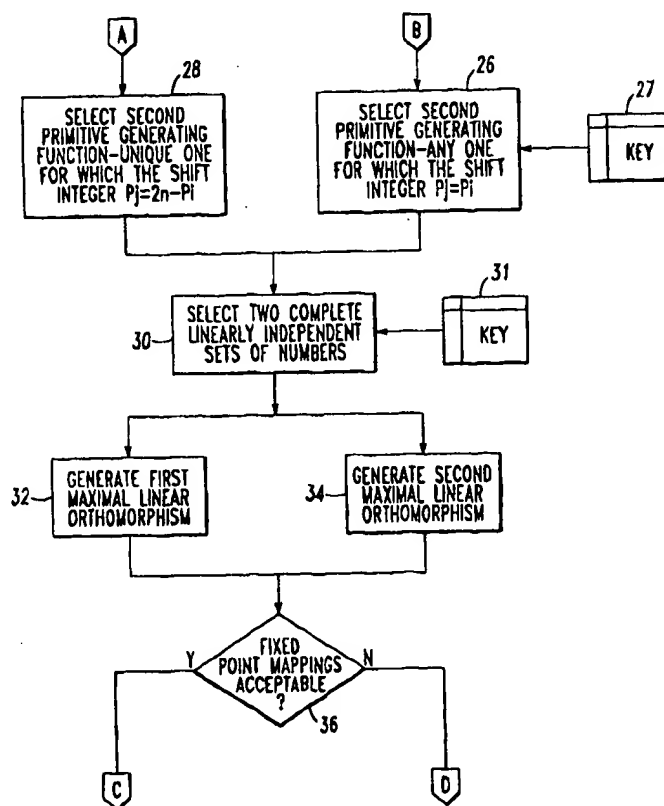 A
B
28
SELECT SECOND
PRIMITIVE GENERATING
FUNCTION-UNIQUE ONE
FOR WHICH THE SHIFT
INTEGER Pj=2n-Pi
26
SELECT SECOND
PRIMITIVE GENERATING
FUNCTION-ANY ONE
FOR WHICH THE SHIFT
INTEGER Pj=Pi
27
KEY
30
SELECT TWO COMPLETE
LINEARLY INDEPENDENT
SETS OF NUMBERS
31
KEY
32
GENERATE FIRST
MAXIMAL LINEAR
ORTHOMORPHISM
34
GENERATE SECOND
MAXIMAL LINEAR
ORTHOMORPHISM
Y
FIXED
POINT MAPPINGS
ACCEPTABLE
?
N
36
C
D